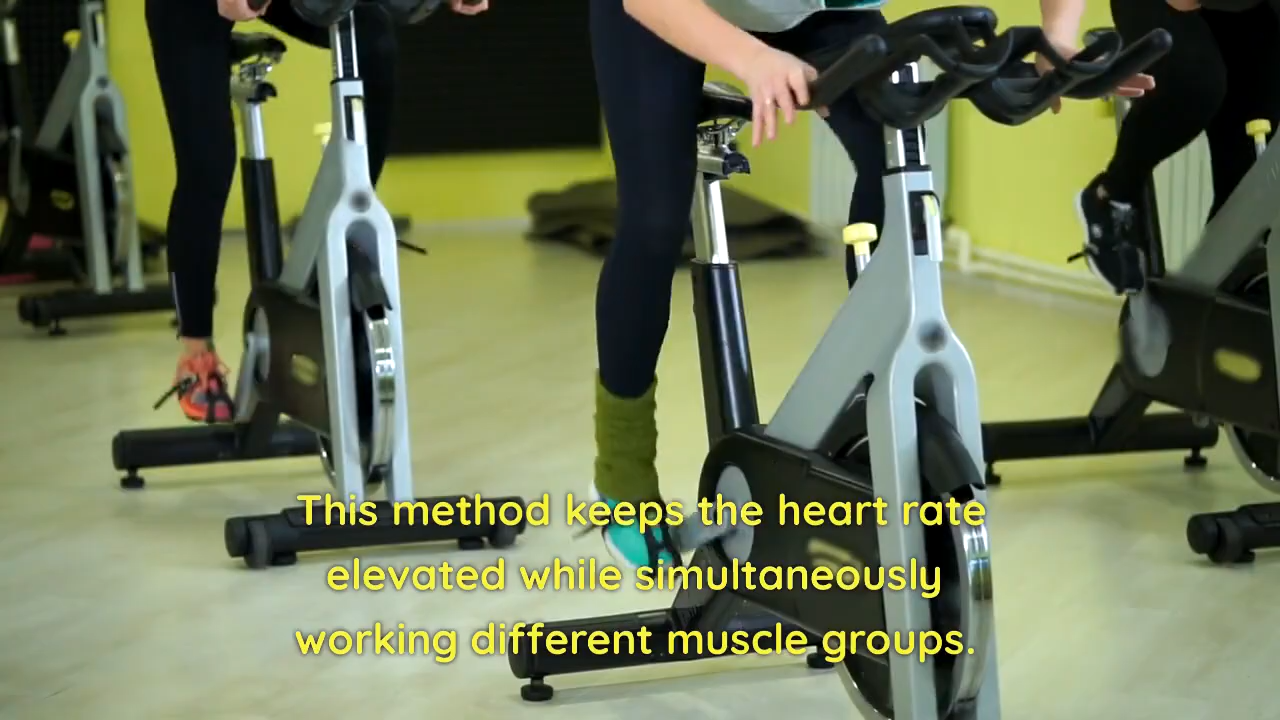 This method keeps the heart rate
elevated while simultaneously
working different muscle groups.